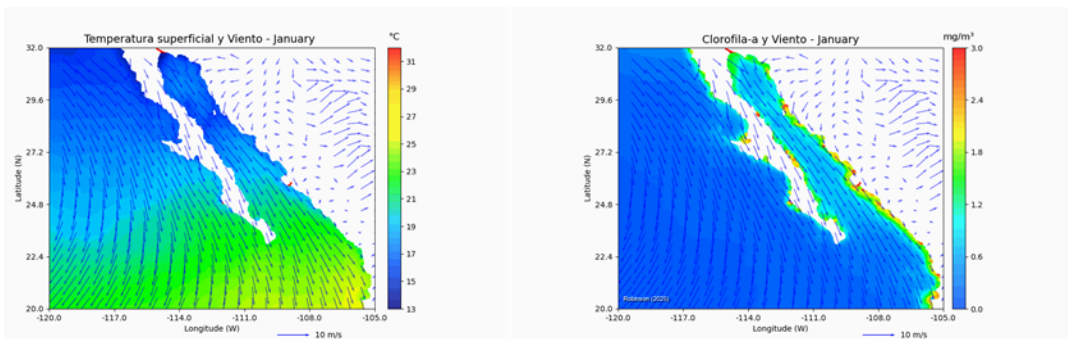 Temperatura superficial y Viento - January
°C
32.0
29.6
27.2
24.8
22.4
20.0
Latitude (N)
-120.0 -117.0 -114.0 -111.0 -108.0 -105.0
Longitude (W)
10 m/s
31
29
27
25
23
21
19
17
15
13
Clorofila-a y Viento - January
mg/m³
32.0
29.6
27.2
24.8
22.4
20.0
Latitude (N)
Robinson (2025)
-120.0 -117.0 -114.0 -111.0 -108.0 -105.0
Longitude (W)
10 m/s
3.0
2.4
1.8
1.2
0.6
0.0